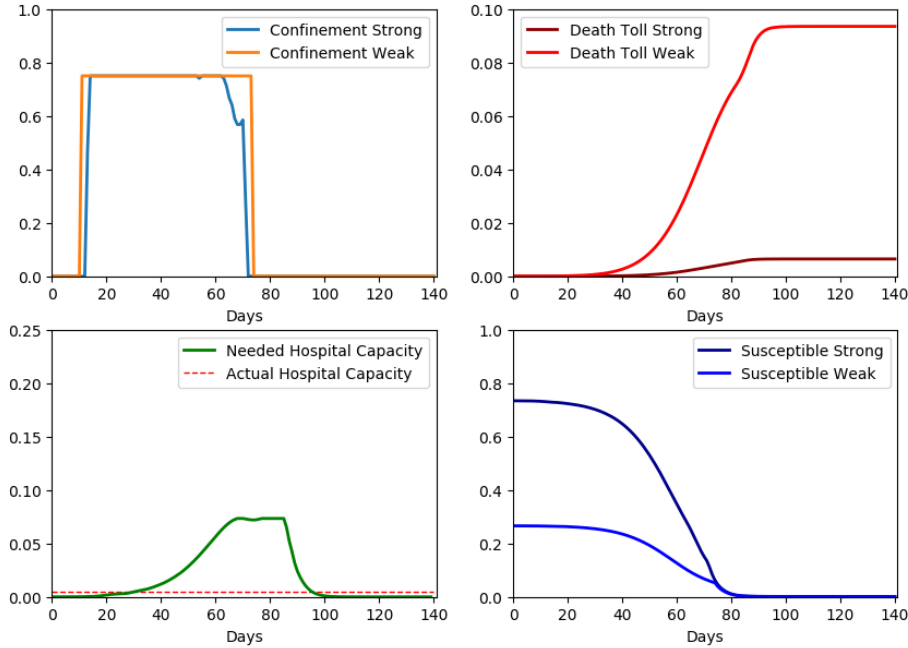 1.0
0.8
0.6
0.4
0.2
0.0
Confinement Strong
Confinement Weak
0 20 40 60 80 100 120 140
Days
0.10
0.08
0.06
0.04
0.02
0.00
Death Toll Strong
Death Toll Weak
0 20 40 60 80 100 120 140
Days
0.25
0.20
0.15
0.10
0.05
0.00
Needed Hospital Capacity
Actual Hospital Capacity
0 20 40 60 80 100 120 140
Days
1.0
0.8
0.6
0.4
0.2
0.0
Susceptible Strong
Susceptible Weak
0 20 40 60 80 100 120 140
Days